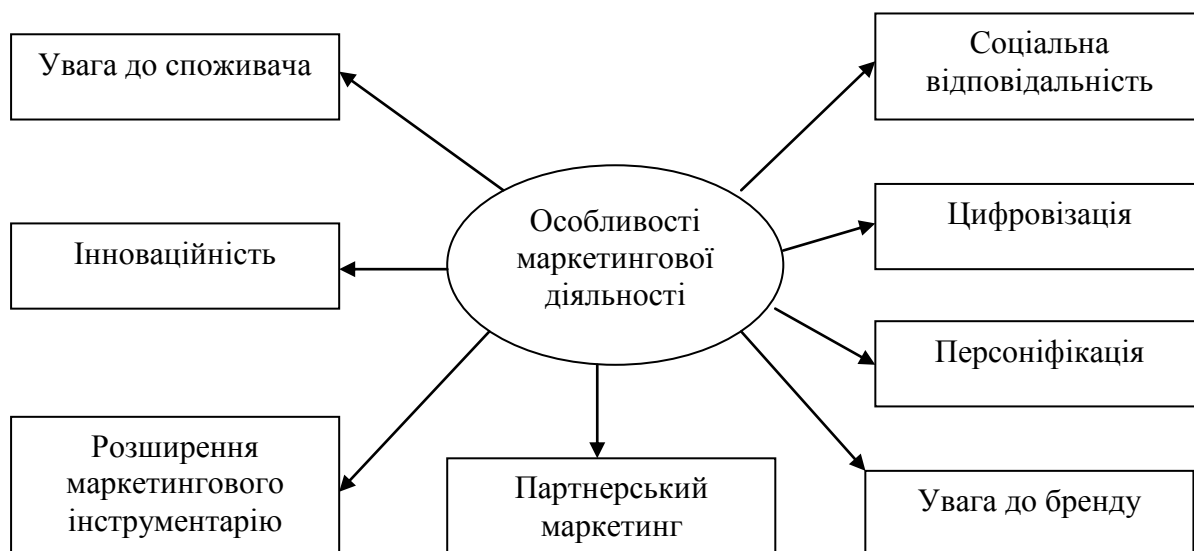 Увага до споживача
Соціальна
відповідальність
Особливості
маркетингової
діяльності
Інноваційність
Цифровізація
Персоніфікація
Розширення
маркетингового
інструментарію
Партнерський
маркетинг
Увага до бренду